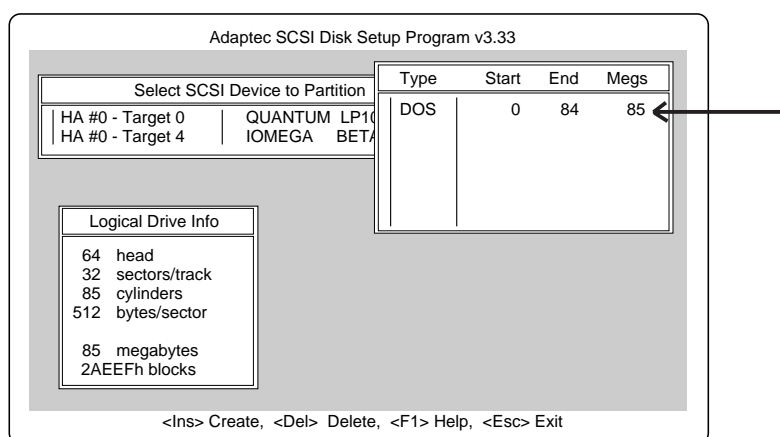 Adaptec SCSI Disk Setup Program v3.33
Select SCSI Device to Partition
HA #0 - Target 0 QUANTUM LP10
HA #0 - Target 4 IOMEGA BETA
Type Start End Megs
DOS 0 84 85
Logical Drive Info
64 head
32 sectors/track
85 cylinders
512 bytes/sector
85 megabytes
2AEEFh blocks
<Ins> Create, <Del> Delete, <F1> Help, <Esc> Exit